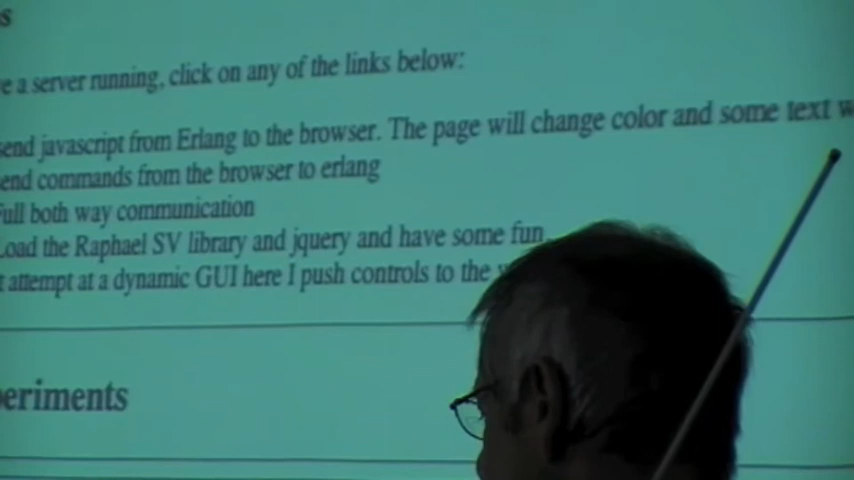 s
e a server running, click on any of the links below:
send javascript from Erlang to the browser. The page will change color and some text w
end commands from the browser to erlang
Full both way communication
Load the Raphael SV library and jquery and have some fun
t attempt at a dynamic GUI here I push controls to the
periments